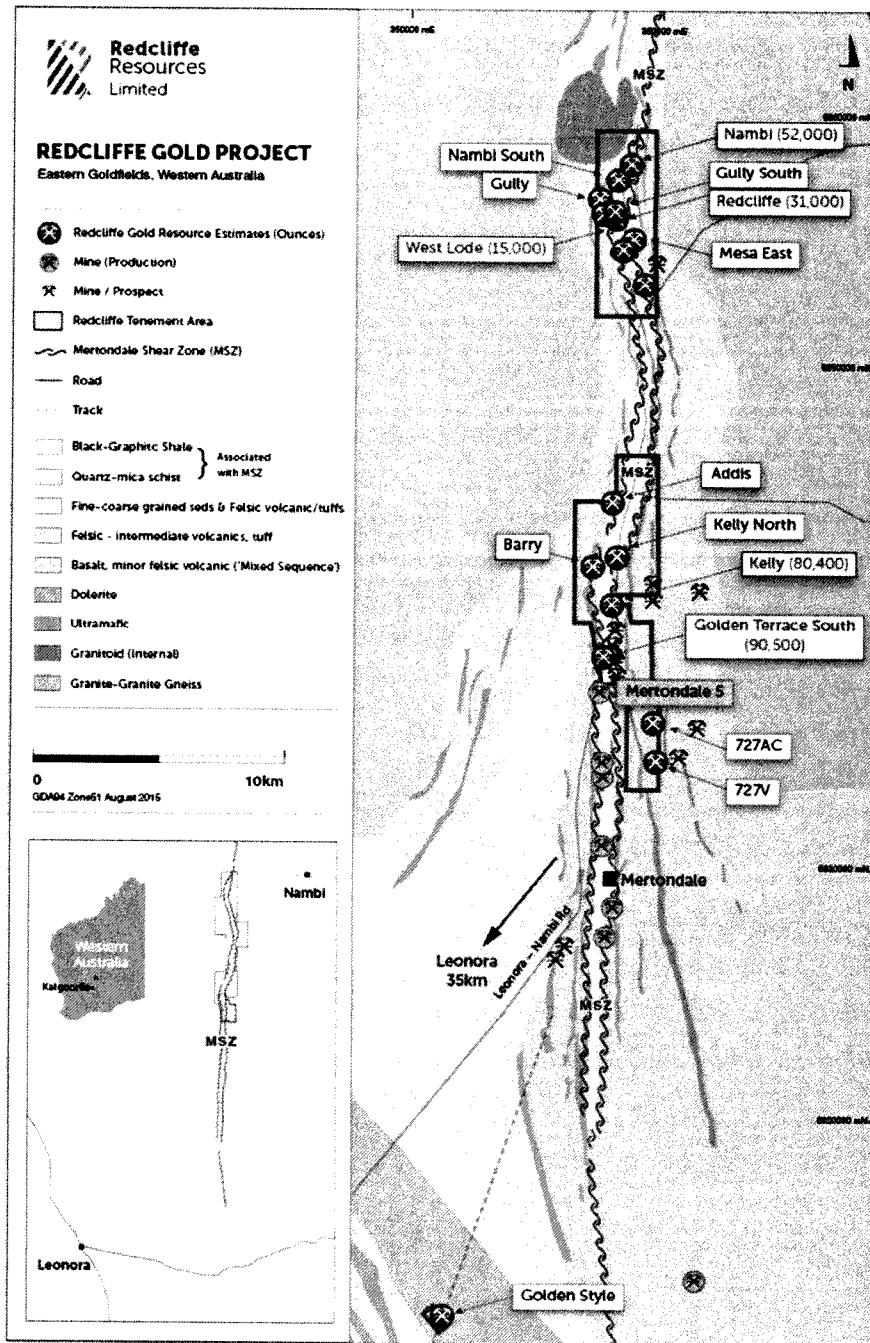 Redcliffe
Resources
Limited
REDCLIFFE GOLD PROJECT
Eastern Goldfields, Western Australia
Redcliffe Gold Resource Estimates (Ounces)
Mine (Production)
Mine / Prospect
Redcliffe Tenement Area
Mertondale Shear Zone (MSZ)
Road
Track
Black-Graphitc Shale
Quartz-mica schist
Associated
with MSZ
Fine-coarse grained seds & Felsic volcanic/tuffs
Felsic - intermediate volcanics, tuff
Basalt, minor felsic volcanic ('Mixed Sequence')
Dolerite
Ultramafic
Granitoid (Internal)
Granite-Granite Gneiss
0
10km
GDA94 Zone51 August 2015
Nambi
Western
Australia
Kalgoorlie
MSZ
Leonora
MSZ
N
Nambi South
Nambi (52,000)
Gully
Gully South
Redcliffe (31,000)
West Lode (15,000)
Mesa East
MSZ
Addis
Kelly North
Barry
Kelly (80,400)
Golden Terrace South
(90,500)
Mertondale 5
727AC
727V
Mertondale
Leonora
35km
Leonora – Nambi Rd
MSZ
Golden Style